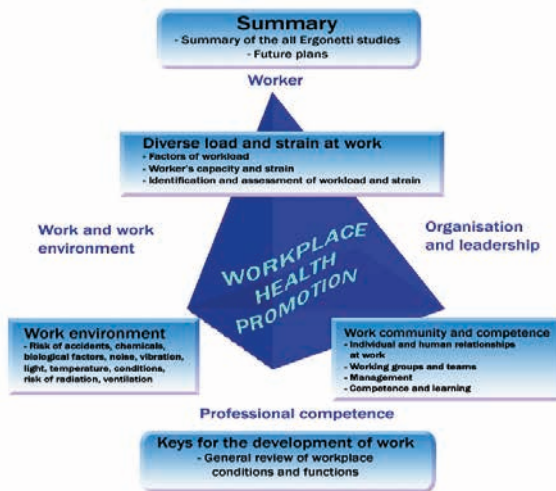 Summary
- Summary of the all Ergonetti studies
- Future plans
Worker
Diverse load and strain at work
- Factors of workload
- Worker's capacity and strain
- Identification and assessment of workload and strain
Work and work
environment
Organisation
and leadership
WORKPLACE
HEALTH
PROMOTION
Work environment
- Risk of accidents, chemicals,
biological factors, noise, vibration,
light, temperature, conditions,
risk of radiation, ventilation
Work community and competence
- Individual and human relationships
at work
- Working groups and teams
- Management
- Competence and learning
Professional competence
Keys for the development of work
- General review of workplace
conditions and functions